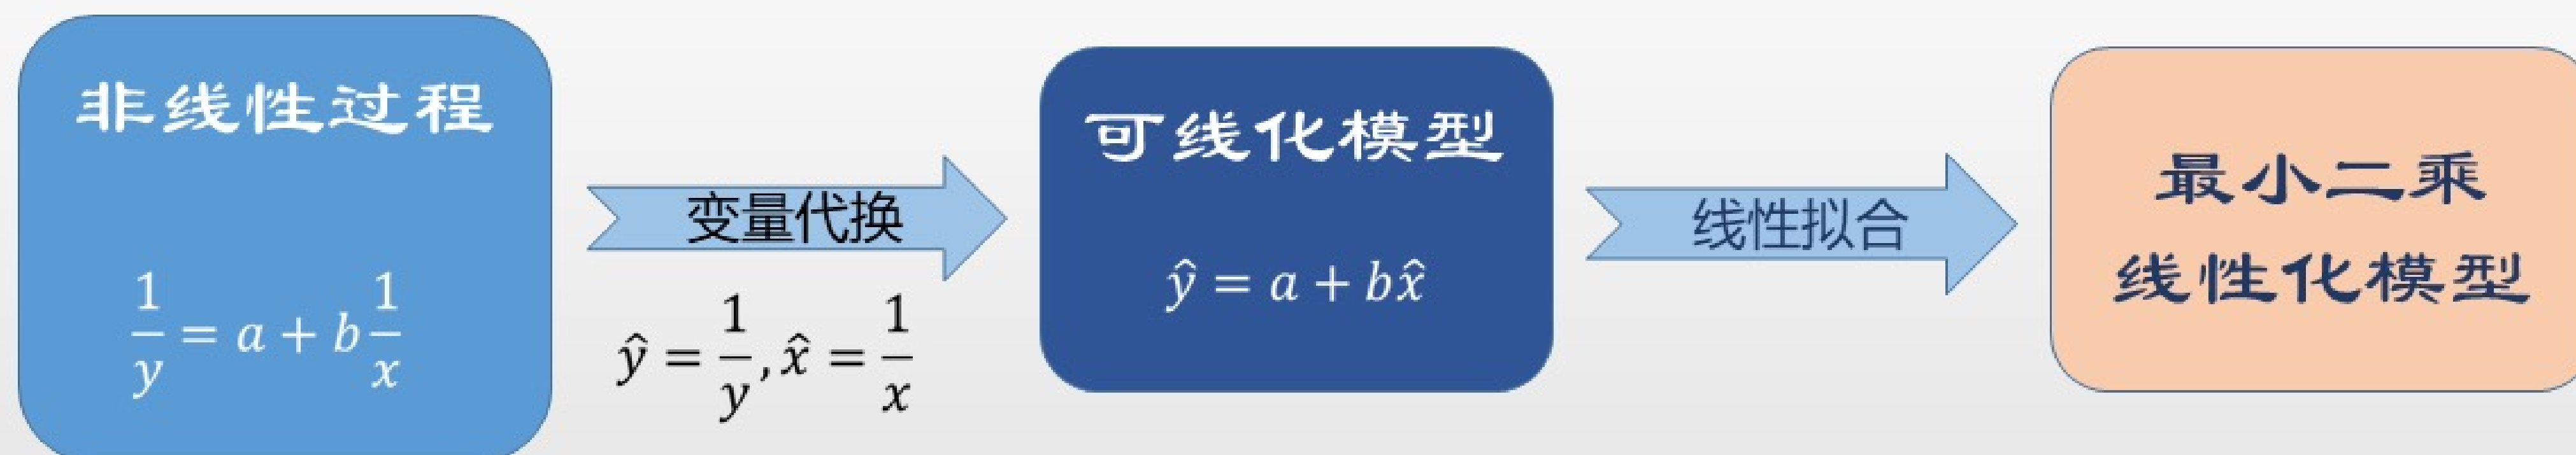 非线性过程
1/y = a + b 1/x
变量代换
ŷ = 1/y, x̂ = 1/x
可线化模型
ŷ = a + bx̂
线性拟合
最小二乘
线性化模型